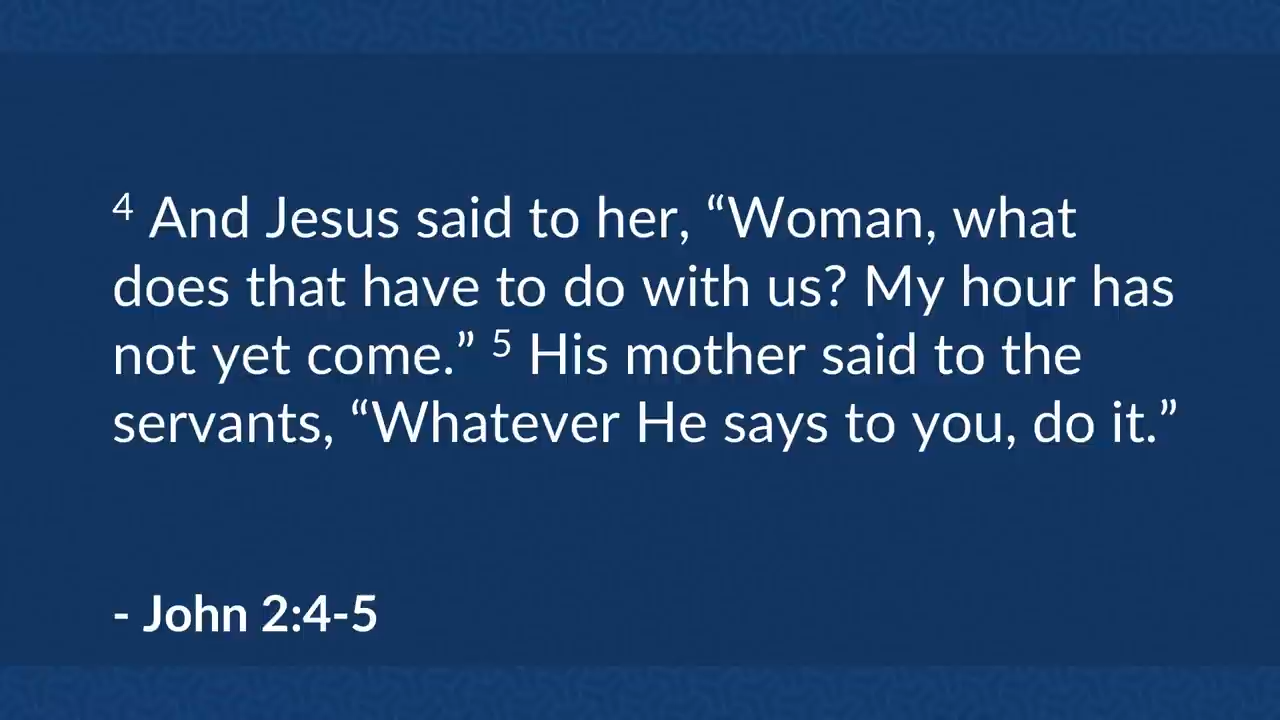 ⁴ And Jesus said to her, “Woman, what
does that have to do with us? My hour has
not yet come.” ⁵ His mother said to the
servants, “Whatever He says to you, do it.”
- John 2:4-5